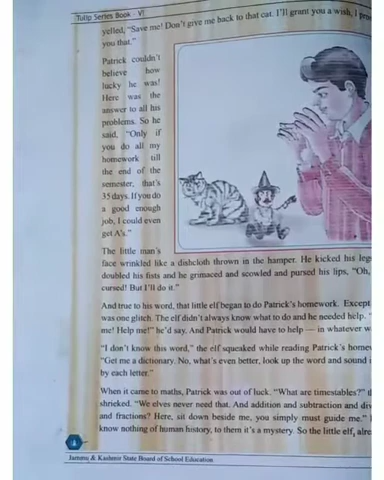 Tulip Series Book - VI
yelled, "Save me! Don't give me back to that cat. I'll grant you a wish, I
you that."
Patrick couldn't
believe how
lucky he was!
Here was the
answer to all his
problems. So he
said, "Only if
you do all my
homework till
the end of the
semester, that's
35 days. If you do
a good enough
job, I could even
get A's."
The little man's
face wrinkled like a dishcloth thrown in the hamper. He kicked his legs
doubled his fists and he grimaced and scowled and pursed his lips, "Oh,
cursed! But I'll do it."
And true to his word, that little elf began to do Patrick's homework. Except
was one glitch. The elf didn't always know what to do and he needed help. "
me! Help me!" he'd say. And Patrick would have to help — in whatever w
"I don't know this word," the elf squeaked while reading Patrick's home
"Get me a dictionary. No, what's even better, look up the word and sound i
by each letter."
When it came to maths, Patrick was out of luck. "What are timestables?" t
shrieked. "We elves never need that. And addition and subtraction and div
and fractions? Here, sit down beside me, you simply must guide me."
know nothing of human history, to them it's a mystery. So the little elf, alre
Jammu & Kashmir State Board of School Education